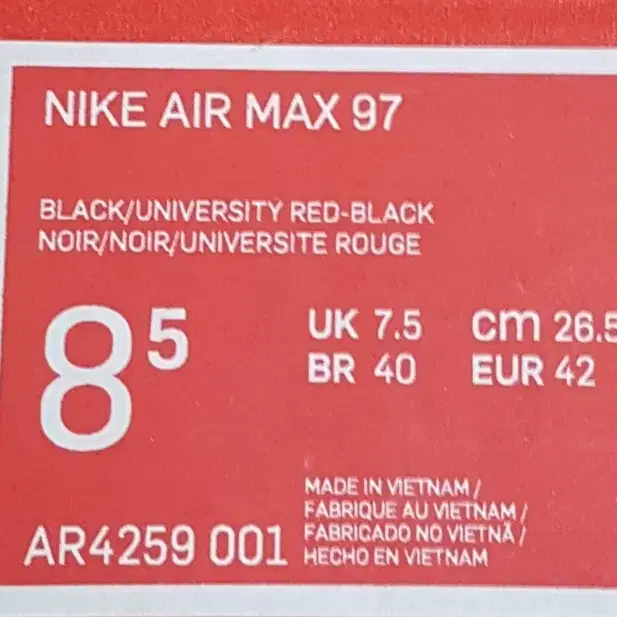 NIKE AIR MAX 97
BLACK/UNIVERSITY RED-BLACK
NOIR/NOIR/UNIVERSITE ROUGE
8 5
UK 7.5 cm 26.5
BR 40 EUR 42
MADE IN VIETNAM /
FABRIQUE AU VIETNAM /
FABRICADO NO VIETNÃ /
HECHO EN VIETNAM
AR4259 001